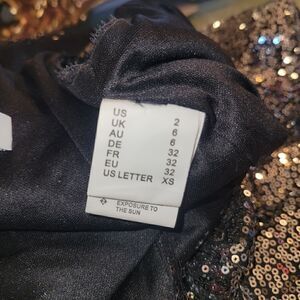 US 2
UK 6
AU 6
DE 32
FR 32
EU 32
US LETTER XS
EXPOSURE TO
THE SUN